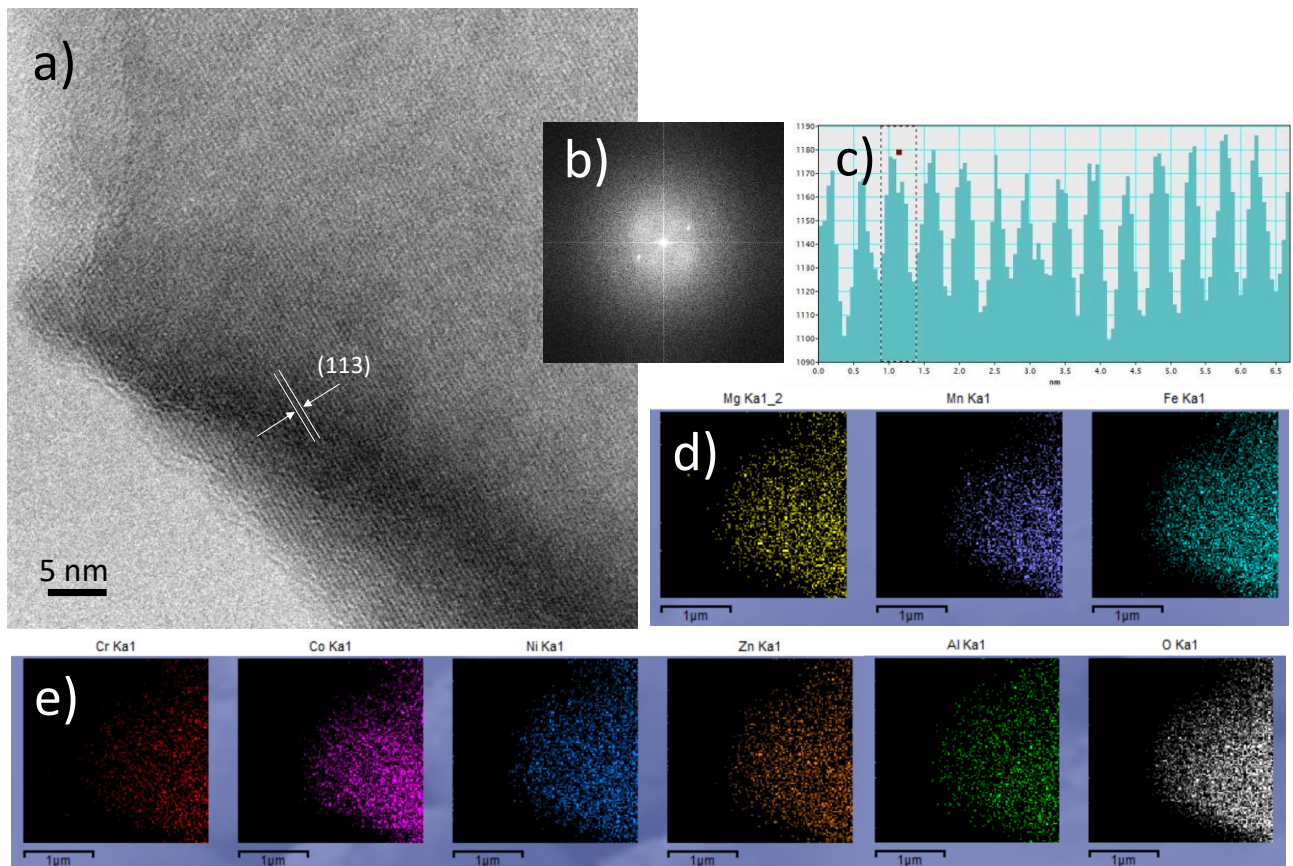 a)
(113)
5 nm
b)
c)
1190
1180
1170
1160
1150
1140
1130
1120
1110
1100
1090
0.0 0.5 1.0 1.5 2.0 2.5 3.0 3.5 4.0 4.5 5.0 5.5 6.0 6.5
nm
Mg Ka1_2 Mn Ka1 Fe Ka1
d)
1µm 1µm 1µm
Cr Ka1 Co Ka1 Ni Ka1 Zn Ka1 Al Ka1 O Ka1
e)
1µm 1µm 1µm 1µm 1µm 1µm